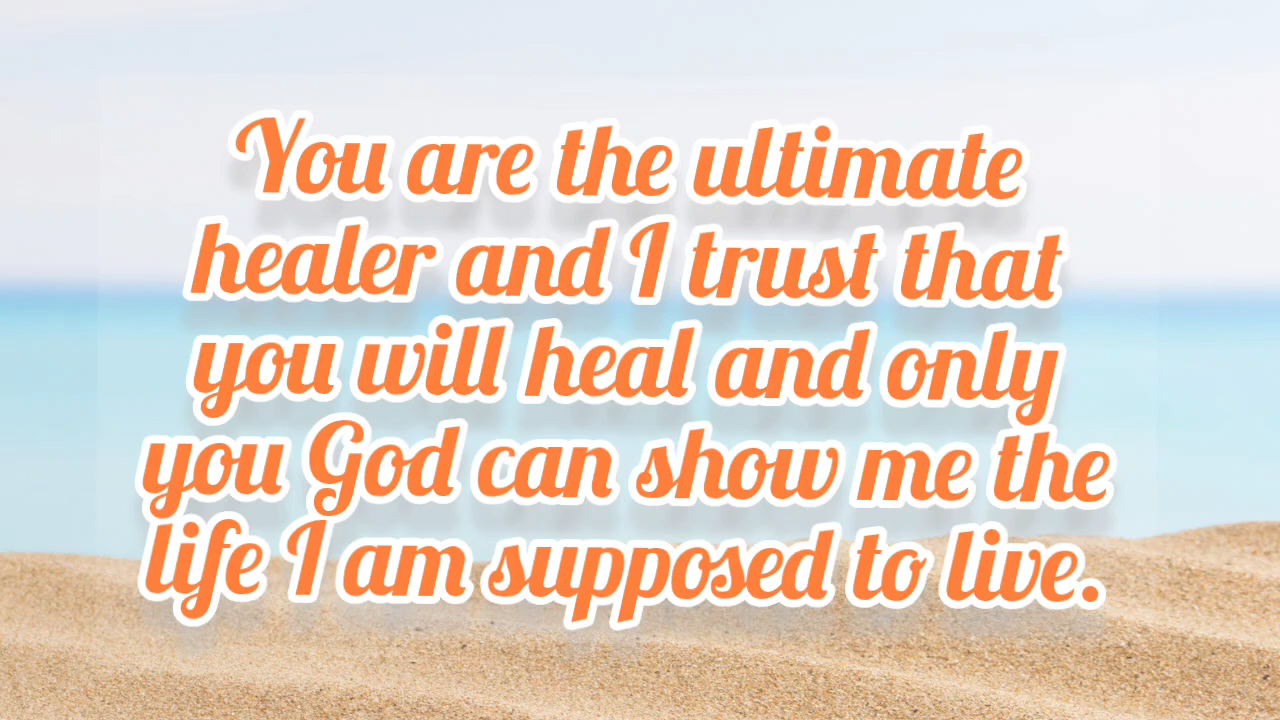 You are the ultimate
healer and I trust that
you will heal and only
you God can show me the
life I am supposed to live.